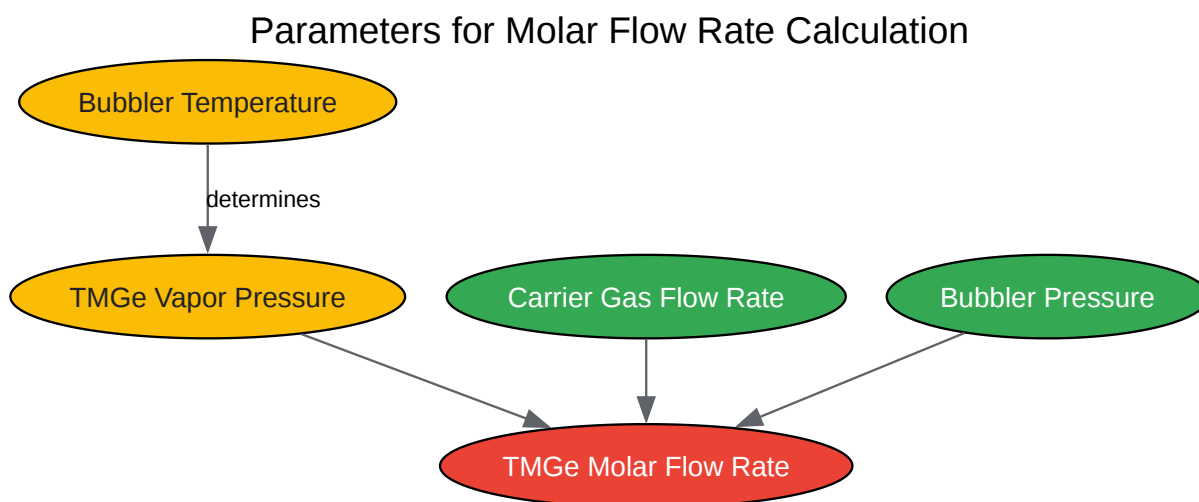 Parameters for Molar Flow Rate Calculation
Bubbler Temperature
determines
TMGe Vapor Pressure
Carrier Gas Flow Rate
Bubbler Pressure
TMGe Molar Flow Rate